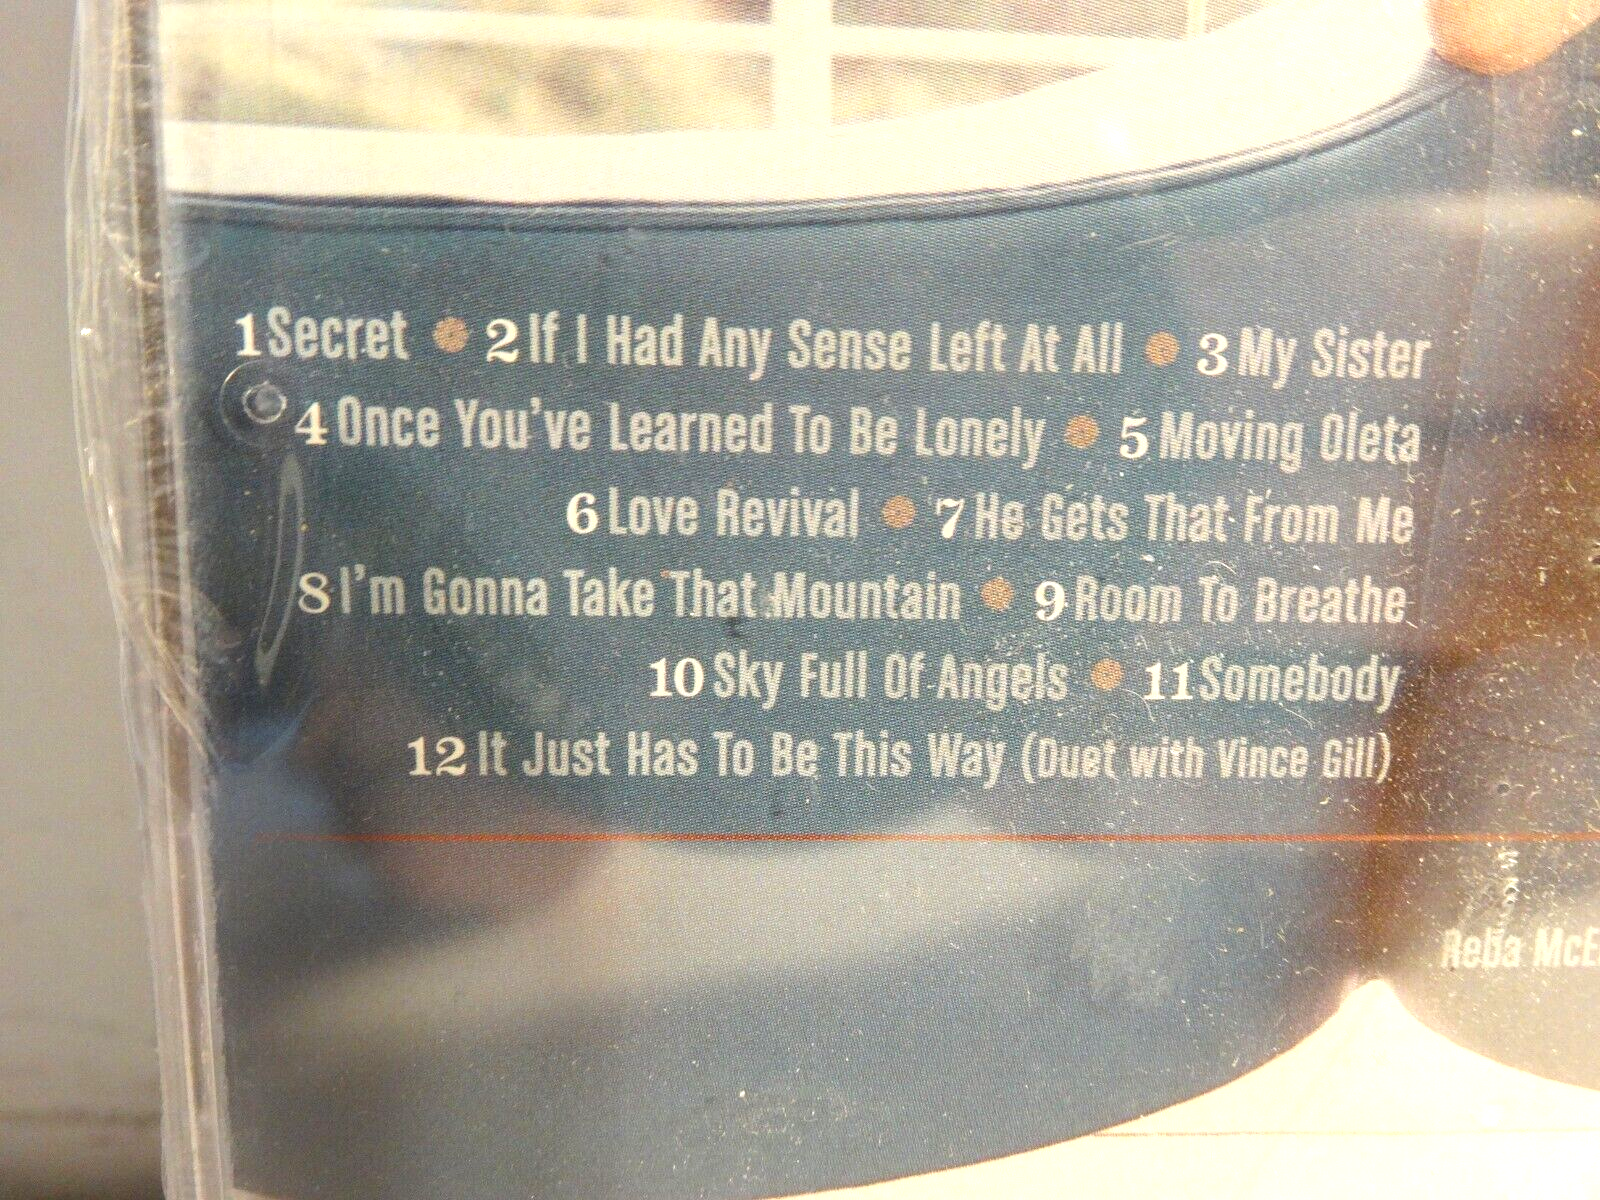 1 Secret • 2 If I Had Any Sense Left At All • 3 My Sister
4 Once You've Learned To Be Lonely • 5 Moving Oleta
6 Love Revival • 7 He Gets That From Me
8 I'm Gonna Take That Mountain • 9 Room To Breathe
10 Sky Full Of Angels • 11 Somebody
12 It Just Has To Be This Way (Duet with Vince Gill)
Reba McE